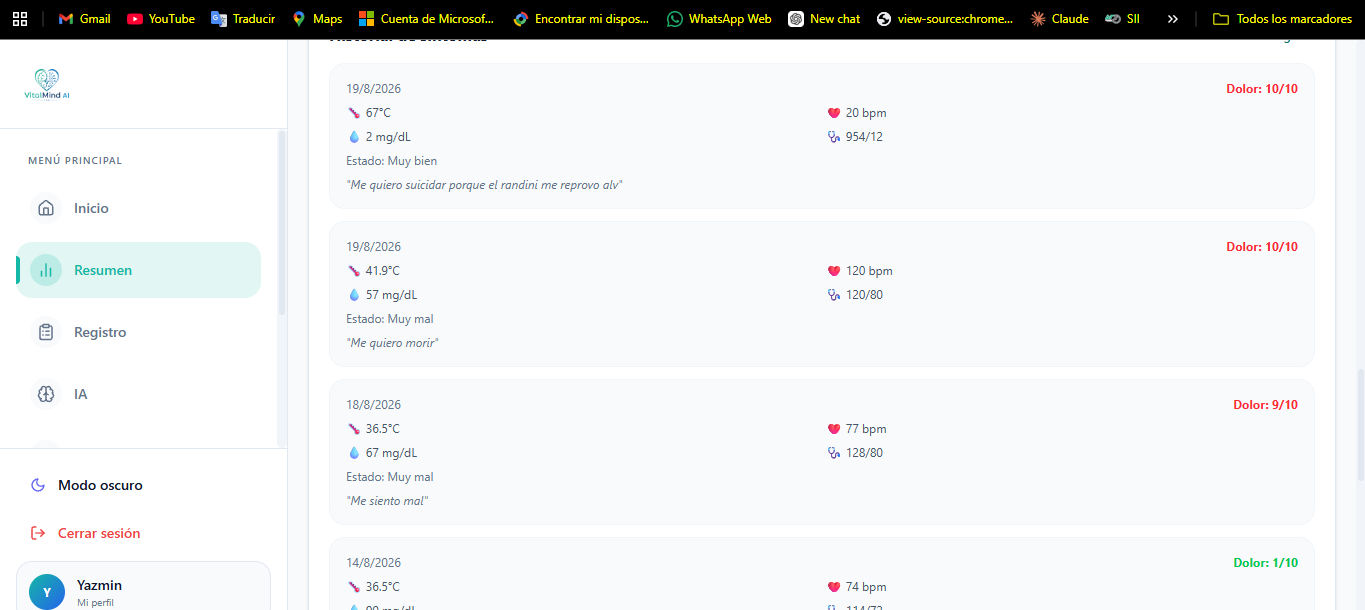 Gmail
YouTube
Traducir
Maps
Cuenta de Microsof...
Encontrar mi dispos...
WhatsApp Web
New chat
view-source:chrome...
Claude
SII
»
Todos los marcadores
VitalMind AI
MENÚ PRINCIPAL
Inicio
Resumen
Registro
IA
Modo oscuro
Cerrar sesión
Y
Yazmin
Mi perfil
19/8/2026
Dolor: 10/10
67°C
20 bpm
2 mg/dL
954/12
Estado: Muy bien
"Me quiero suicidar porque el randini me reprovo alv"
19/8/2026
Dolor: 10/10
41.9°C
120 bpm
57 mg/dL
120/80
Estado: Muy mal
"Me quiero morir"
18/8/2026
Dolor: 9/10
36.5°C
77 bpm
67 mg/dL
128/80
Estado: Muy mal
"Me siento mal"
14/8/2026
Dolor: 1/10
36.5°C
74 bpm